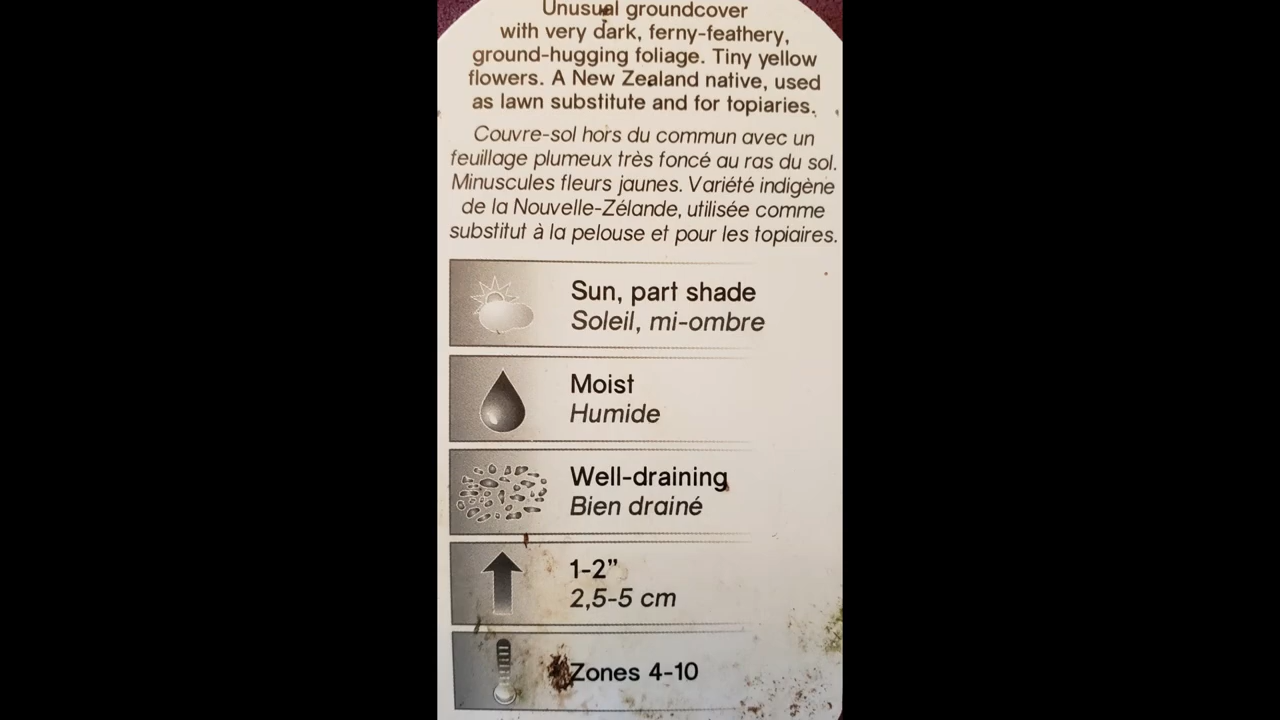 Unusual groundcover
with very dark, ferny-feathery,
ground-hugging foliage. Tiny yellow
flowers. A New Zealand native, used
as lawn substitute and for topiaries.
Couvre-sol hors du commun avec un
feuillage plumeux très foncé au ras du sol.
Minuscules fleurs jaunes. Variété indigène
de la Nouvelle-Zélande, utilisée comme
substitut à la pelouse et pour les topiaires.
Sun, part shade
Soleil, mi-ombre
Moist
Humide
Well-draining
Bien drainé
1-2”
2,5-5 cm
Zones 4-10